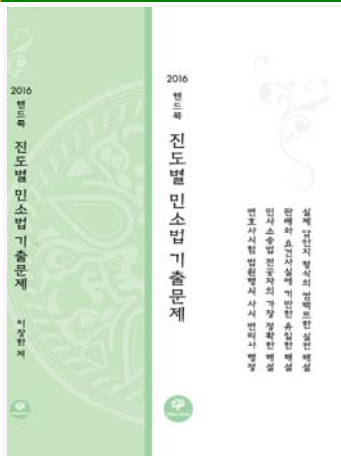 2016
핸드북
진도별 민소법 기출문제
이창한 저
2016
핸드북
진도별 민소법 기출문제
실제 답안지 형식의 컴팩트한 실전 해설
판례와 요건사실에 기반한 유일한 해설
민사소송법 전공자의 가장 정확한 해설
변호사시험 법원행시 사시 변리사 행정